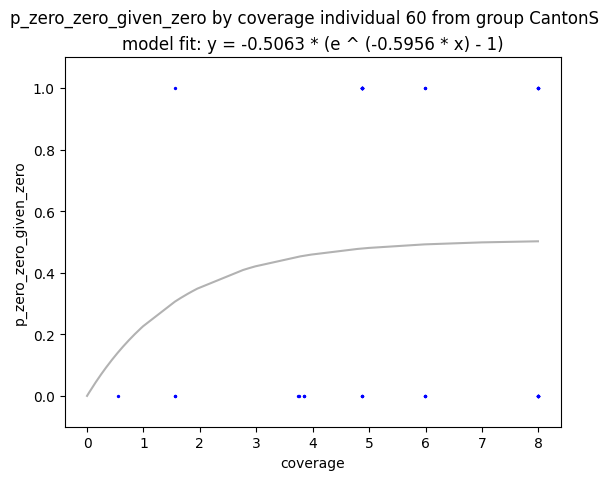 p_zero_zero_given_zero by coverage individual 60 from group CantonS
model fit: y = -0.5063 * (e ^ (-0.5956 * x) - 1)
p_zero_zero_given_zero
1.0
0.8
0.6
0.4
0.2
0.0
0 1 2 3 4 5 6 7 8
coverage